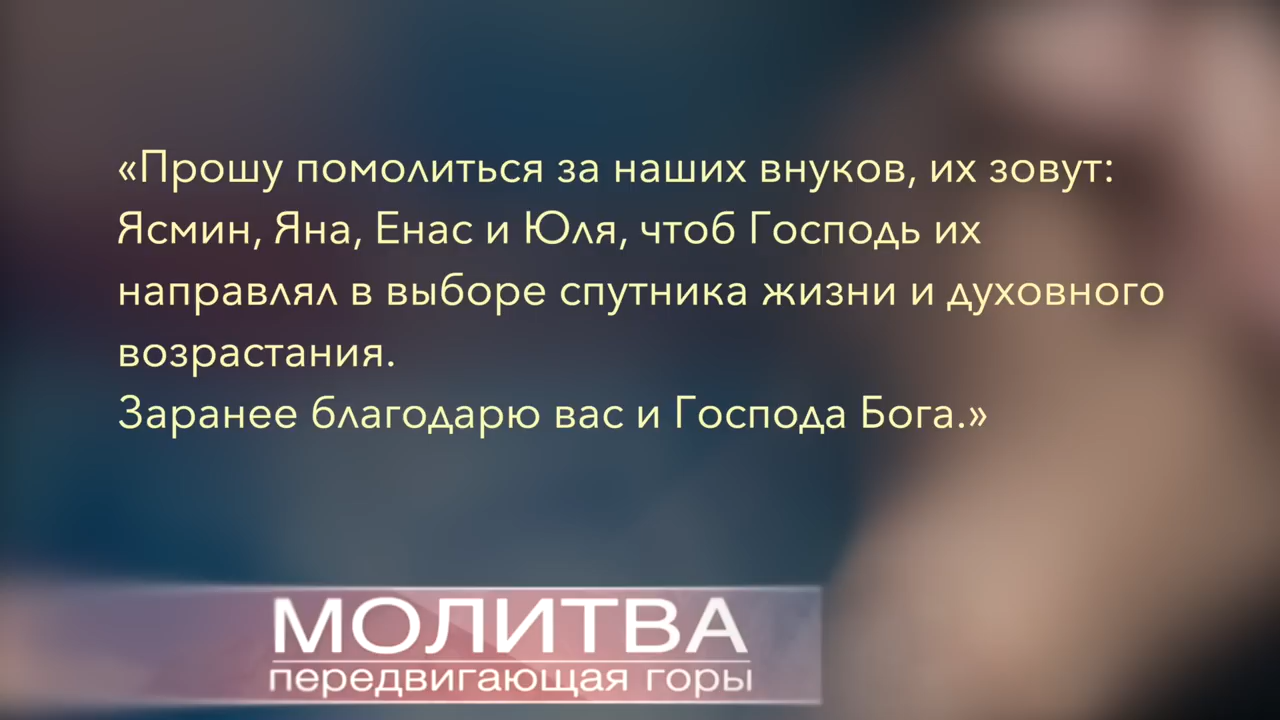 «Прошу помолиться за наших внуков, их зовут:
Ясмин, Яна, Енас и Юля, чтоб Господь их
направлял в выборе спутника жизни и духовного
возрастания.
Заранее благодарю вас и Господа Бога.»
МОЛИТВА
передвигающая горы